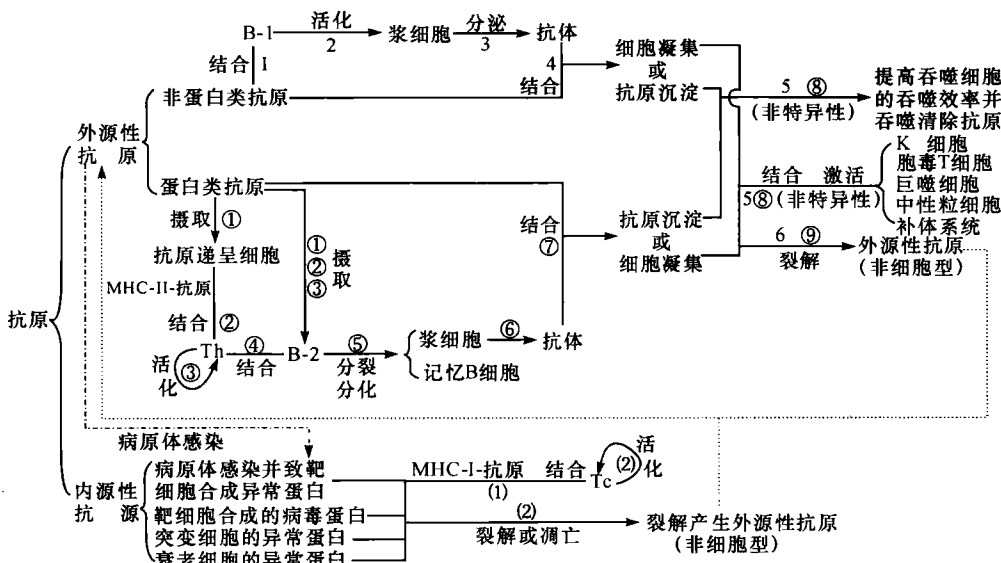 B-1 活化 2 浆细胞 分泌 3 抗体
结合 1
4 结合
细胞凝集
或
抗原沉淀
非蛋白类抗原
5 ⑧
(非特异性)
提高吞噬细胞
的吞噬效率并
吞噬清除抗原
外源性
抗 原
蛋白类抗原
摄取 ①
抗原递呈细胞
MHC-II-抗原
结合 ②
①
②
③
摄取
结合
⑦
抗原沉淀
或
细胞凝集
结合 激活
5⑧(非特异性)
K 细胞
胞毒T细胞
巨噬细胞
中性粒细胞
补体系统
6 ⑨
裂解
外源性抗原
(非细胞型)
抗原
活化 ③
Th ④ 结合 B-2 ⑤
分裂
分化
浆细胞 ⑥ 抗体
记忆B细胞
病原体感染
内源性
抗 源
病原体感染并致靶
细胞合成异常蛋白
靶细胞合成的病毒蛋白
突变细胞的异常蛋白
衰老细胞的异常蛋白
MHC-I-抗原 结合
(1)
Tc (2) 活化
(2)
裂解或凋亡
裂解产生外源性抗原
(非细胞型)